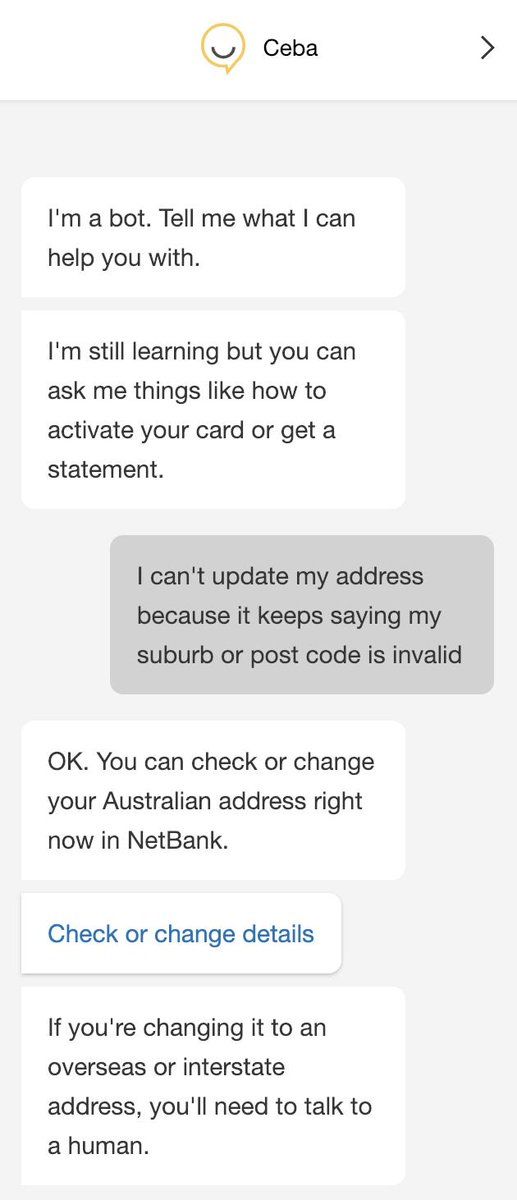 Ceba
I'm a bot. Tell me what I can
help you with.
I'm still learning but you can
ask me things like how to
activate your card or get a
statement.
I can't update my address
because it keeps saying my
suburb or post code is invalid
OK. You can check or change
your Australian address right
now in NetBank.
Check or change details
If you're changing it to an
overseas or interstate
address, you'll need to talk to
a human.